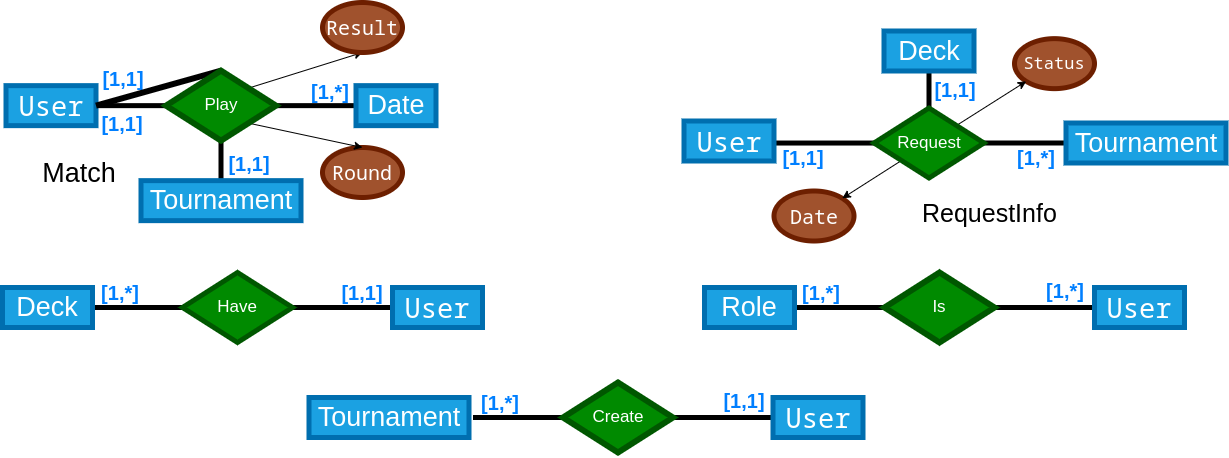 Result
[1,1]
User
Play
[1,*]
Date
[1,1]
[1,1]
Match
Round
Tournament
Deck
Status
[1,1]
User
Request
Tournament
[1,1]
[1,*]
Date
RequestInfo
Deck
[1,*]
Have
[1,1]
User
Role
[1,*]
Is
[1,*]
User
Tournament
[1,*]
Create
[1,1]
User